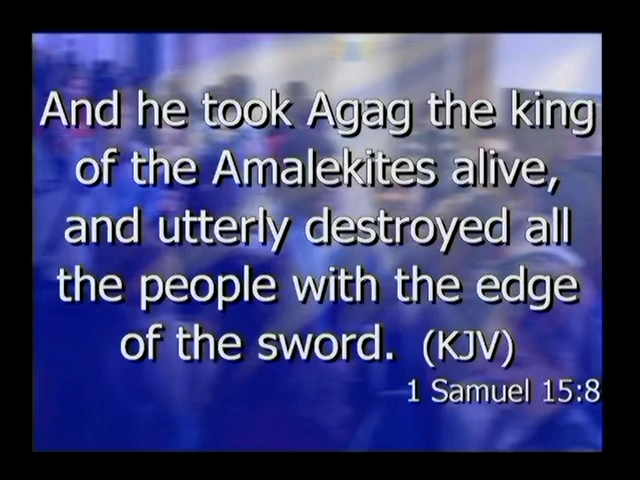 And he took Agag the king
of the Amalekites alive,
and utterly destroyed all
the people with the edge
of the sword. (KJV)
1 Samuel 15:8